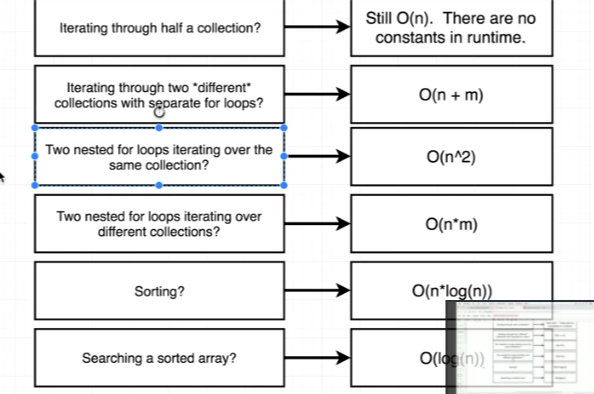 Iterating through half a collection?
Still O(n). There are no
constants in runtime.
Iterating through two *different*
collections with separate for loops?
O(n + m)
Two nested for loops iterating over the
same collection?
O(n^2)
Two nested for loops iterating over
different collections?
O(n*m)
Sorting?
O(n*log(n))
Searching a sorted array?
O(log(n))